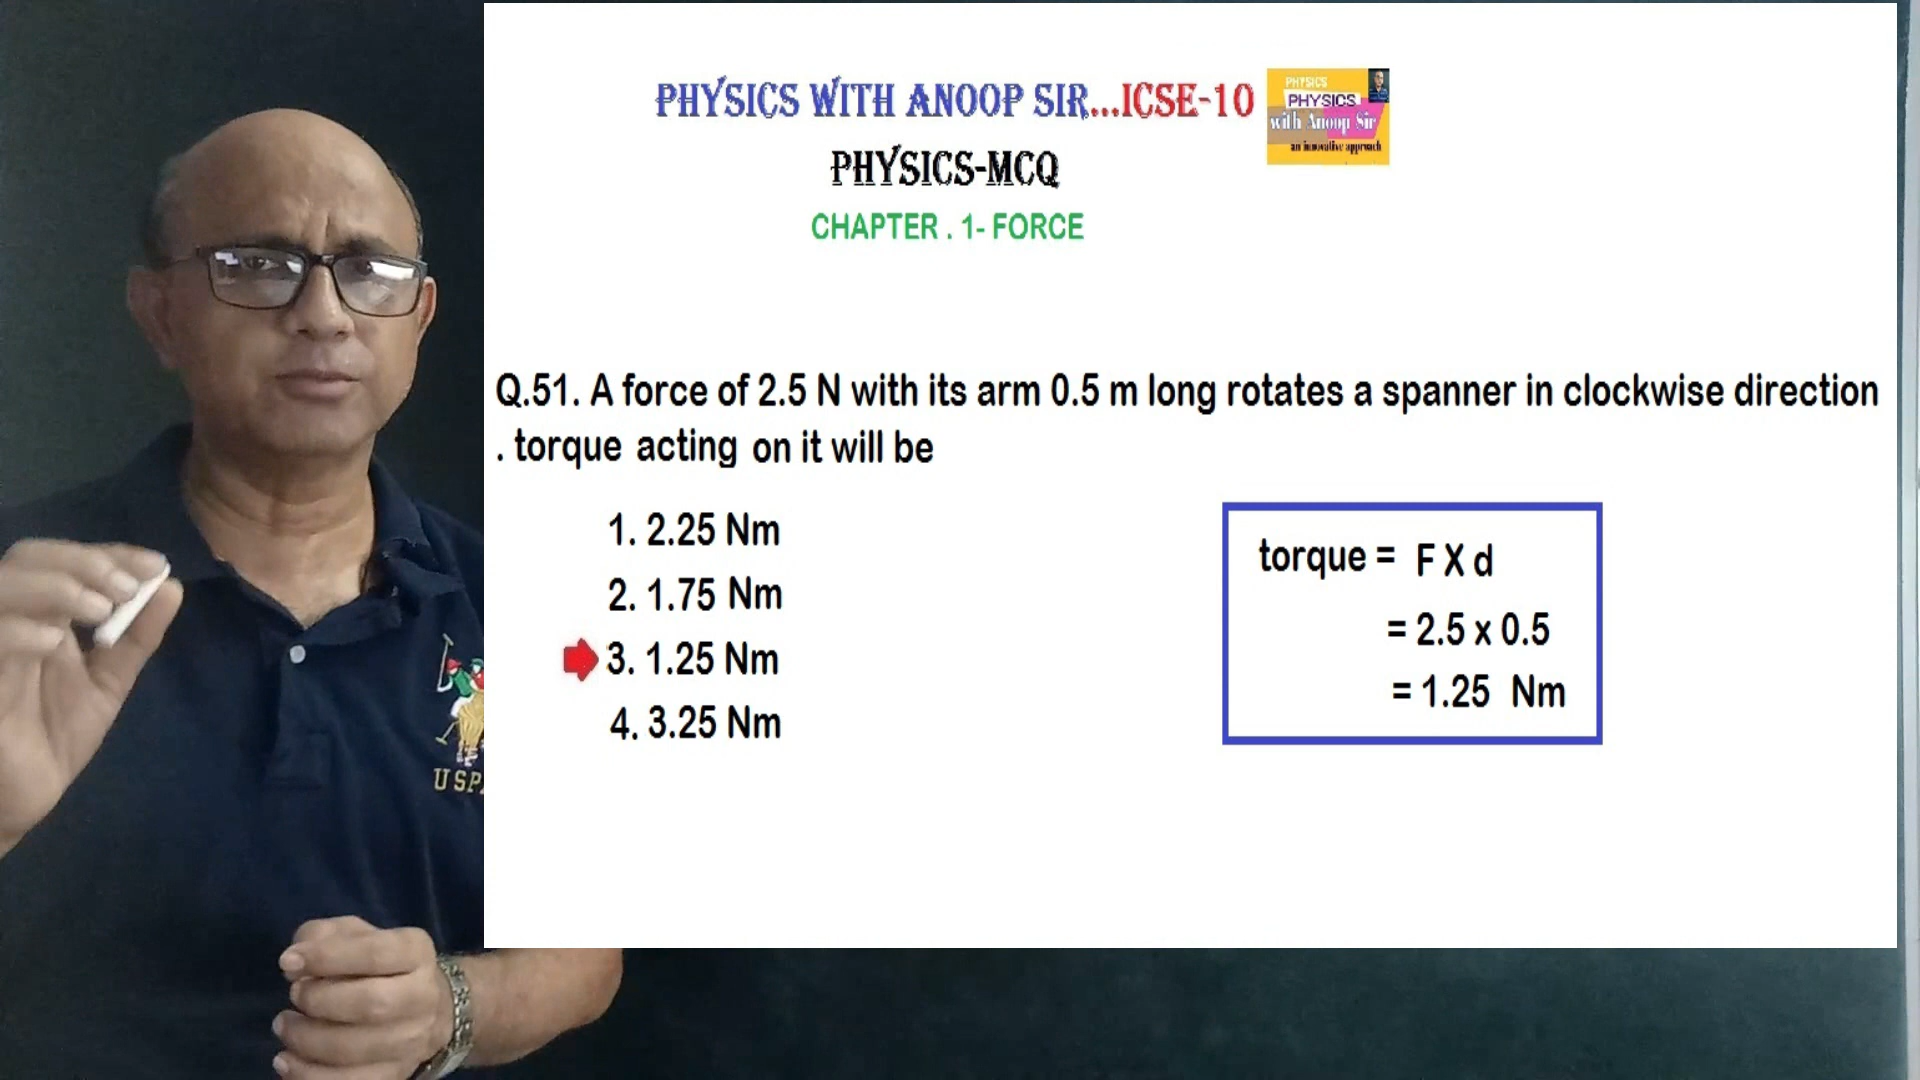 PHYSICS WITH ANOOP SIR...ICSE-10
PHYSICS
PHYSICS
with Anoop Sir
an innovative approach
PHYSICS-MCQ
CHAPTER . 1- FORCE
Q.51. A force of 2.5 N with its arm 0.5 m long rotates a spanner in clockwise direction
. torque acting on it will be
1. 2.25 Nm
2. 1.75 Nm
3. 1.25 Nm
4. 3.25 Nm
torque = F X d
= 2.5 x 0.5
= 1.25 Nm